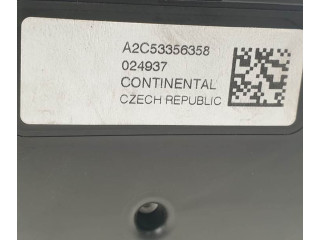 A2C53356358
024937
CONTINENTAL
CZECH REPUBLIC